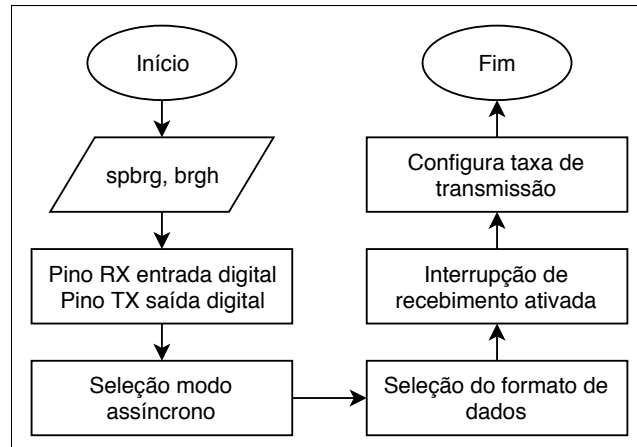 Início
spbrg, brgh
Pino RX entrada digital
Pino TX saída digital
Seleção modo
assíncrono
Seleção do formato de
dados
Interrupção de
recebimento ativada
Configura taxa de
transmissão
Fim